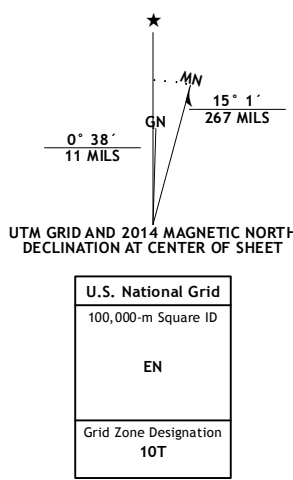 ★
MN
15° 1´
267 MILS
GN
0° 38´
11 MILS
UTM GRID AND 2014 MAGNETIC NORTH
DECLINATION AT CENTER OF SHEET
U.S. National Grid
100,000-m Square ID
EN
Grid Zone Designation
10T